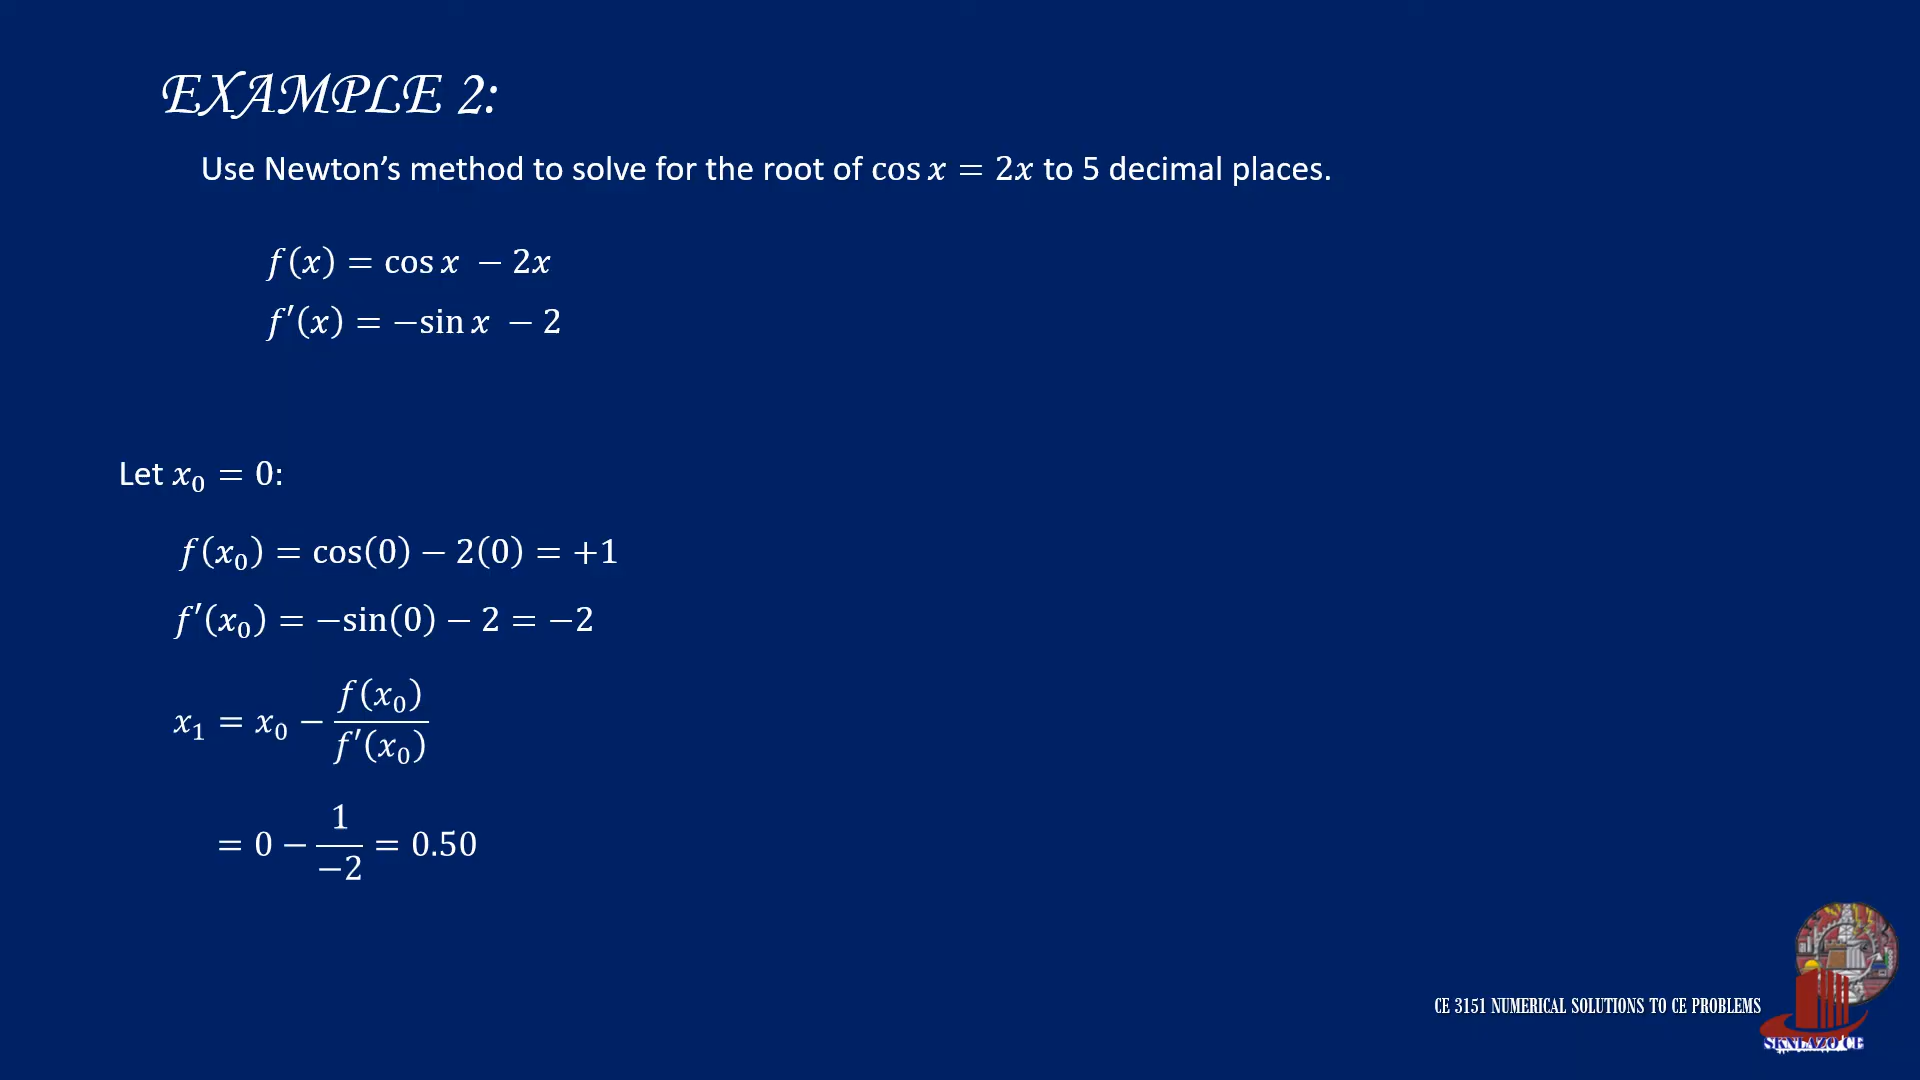 EXAMPLE 2:
Use Newton’s method to solve for the root of cos x = 2x to 5 decimal places.
f(x) = cos x − 2x
f′(x) = −sin x − 2
Let x₀ = 0:
f(x₀) = cos(0) − 2(0) = +1
f′(x₀) = −sin(0) − 2 = −2
x₁ = x₀ − f(x₀)/f′(x₀)
= 0 − 1/−2 = 0.50
CE 3151 NUMERICAL SOLUTIONS TO CE PROBLEMS
SKNLAZO CE